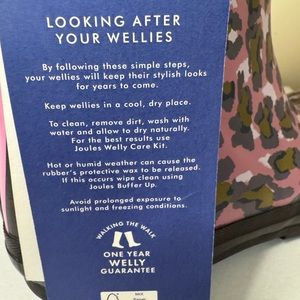 LOOKING AFTER
YOUR WELLIES
By following these simple steps,
your wellies will keep their stylish looks
for years to come.
Keep wellies in a cool, dry place.
To clean, remove dirt, wash with
water and allow to dry naturally.
For the best results use
Joules Welly Care Kit.
Hot or humid weather can cause the
rubber's protective wax to be released.
If this occurs wipe clean using
Joules Buffer Up.
Avoid prolonged exposure to
sunlight and freezing conditions.
WALKING THE WALK
ONE YEAR
WELLY
GUARANTEE
MIX